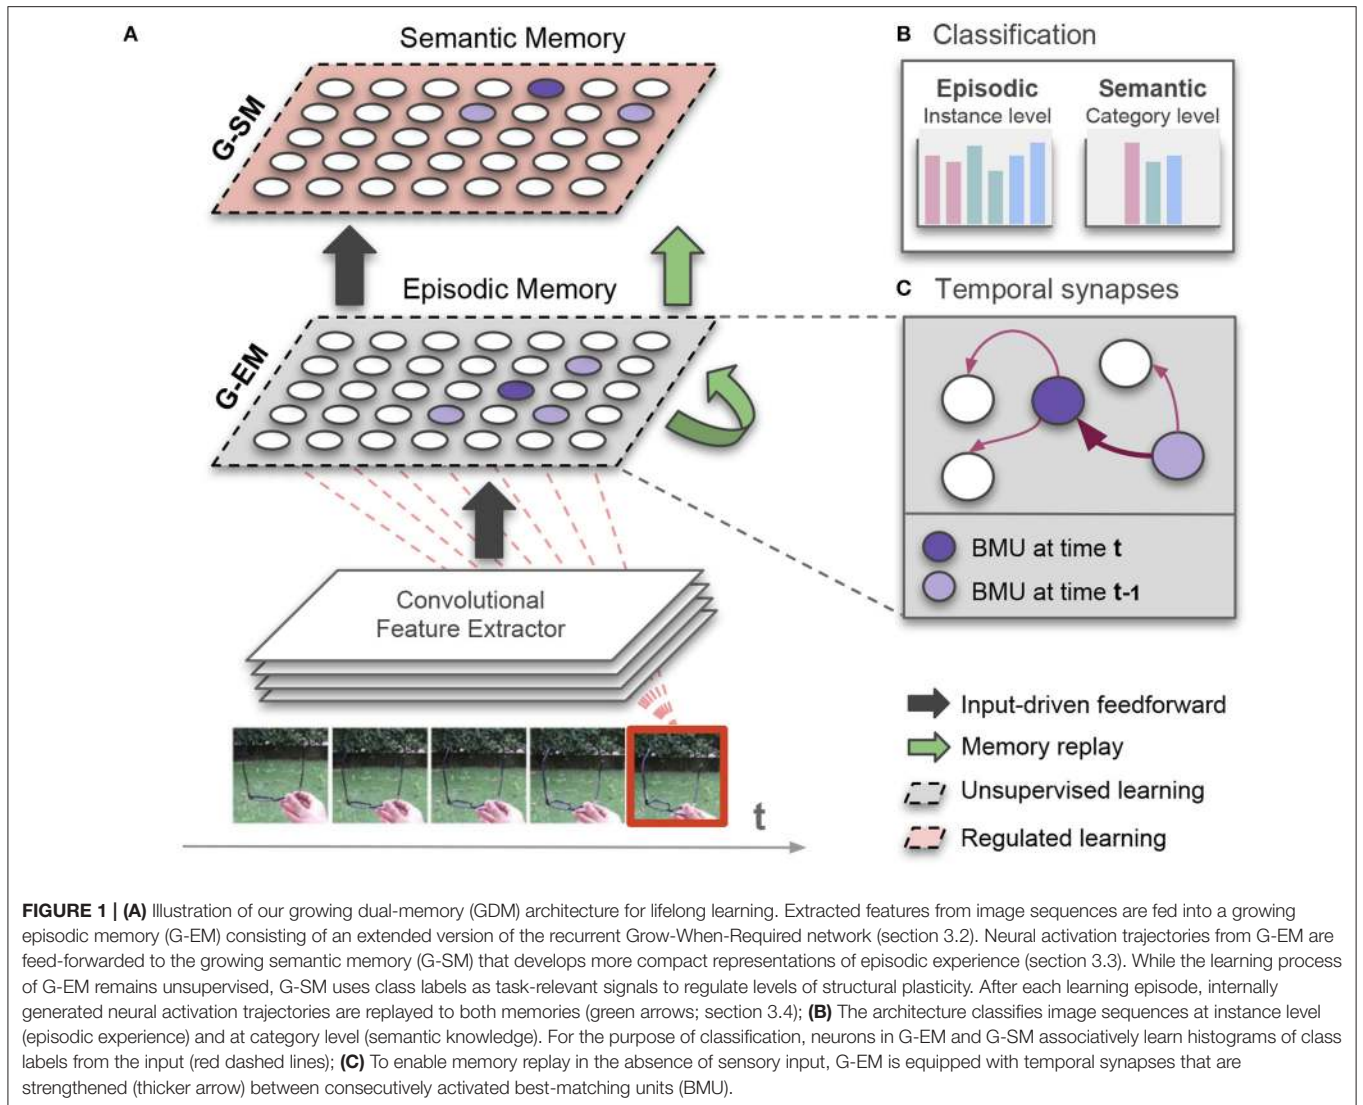 A
Semantic Memory
G-SM
Episodic Memory
G-EM
Convolutional
Feature Extractor
t
B Classification
Episodic
Instance level
Semantic
Category level
C Temporal synapses
BMU at time t
BMU at time t-1
Input-driven feedforward
Memory replay
Unsupervised learning
Regulated learning
FIGURE 1 | (A) Illustration of our growing dual-memory (GDM) architecture for lifelong learning. Extracted features from image sequences are fed into a growing
episodic memory (G-EM) consisting of an extended version of the recurrent Grow-When-Required network (section 3.2). Neural activation trajectories from G-EM are
feed-forwarded to the growing semantic memory (G-SM) that develops more compact representations of episodic experience (section 3.3). While the learning process
of G-EM remains unsupervised, G-SM uses class labels as task-relevant signals to regulate levels of structural plasticity. After each learning episode, internally
generated neural activation trajectories are replayed to both memories (green arrows; section 3.4); (B) The architecture classifies image sequences at instance level
(episodic experience) and at category level (semantic knowledge). For the purpose of classification, neurons in G-EM and G-SM associatively learn histograms of class
labels from the input (red dashed lines); (C) To enable memory replay in the absence of sensory input, G-EM is equipped with temporal synapses that are
strengthened (thicker arrow) between consecutively activated best-matching units (BMU).